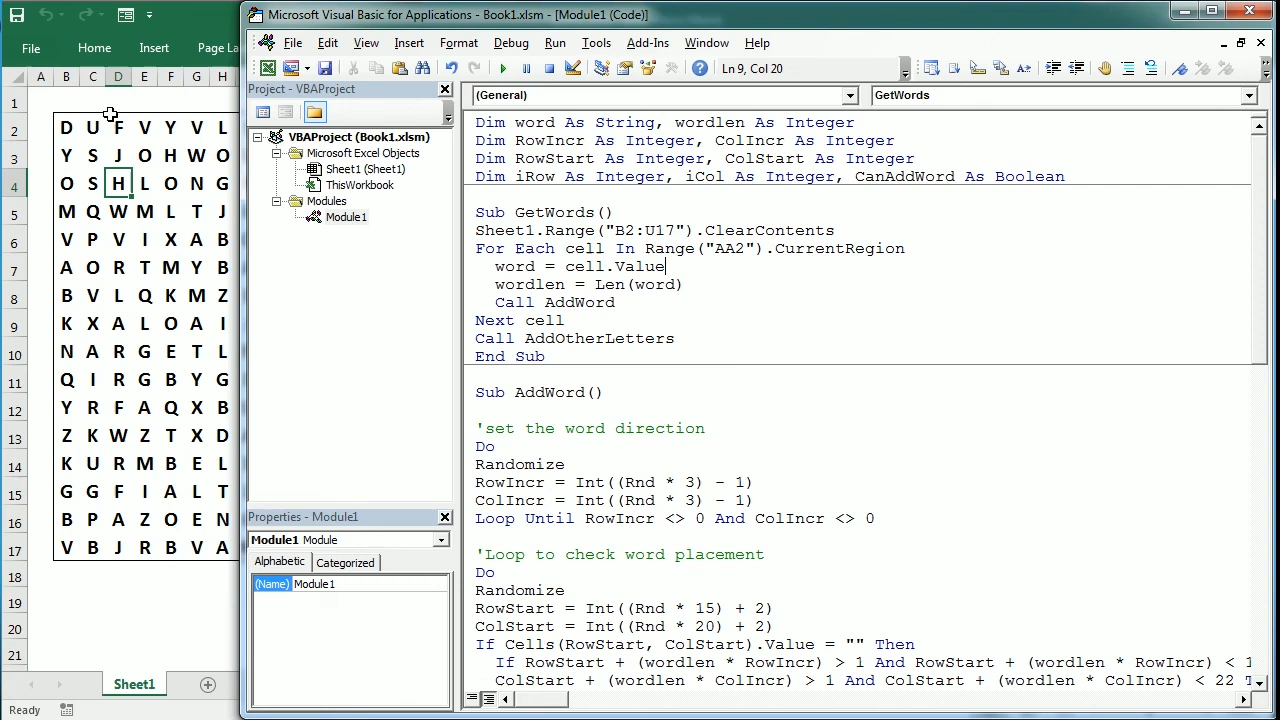 Microsoft Visual Basic for Applications - Book1.xlsm - [Module1 (Code)]
File Home Insert Page La
File Edit View Insert Format Debug Run Tools Add-Ins Window Help
Ln 9, Col 20
A B C D E F G H
1
2 D U F V Y V L
3 Y S J O H W O
4 O S H L O N G
5 M Q W M L T J
6 V P V I X A B
7 A O R T M Y B
8 B V L Q K M Z
9 K X A L O A I
10 N A R G E T L
11 Q I R G B Y G
12 Y R F A Q X B
13 Z K W Z T X D
14 K U R M B E L
15 G G F I A L T
16 B P A Z O E N
17 V B J R B V A
18
19
20
21
Sheet1
Ready
Project - VBAProject
VBAProject (Book1.xlsm)
Microsoft Excel Objects
Sheet1 (Sheet1)
ThisWorkbook
Modules
Module1
Properties - Module1
Module1 Module
Alphabetic Categorized
(Name) Module1
(General) GetWords
Dim word As String, wordlen As Integer
Dim RowIncr As Integer, ColIncr As Integer
Dim RowStart As Integer, ColStart As Integer
Dim iRow As Integer, iCol As Integer, CanAddWord As Boolean
Sub GetWords()
Sheet1.Range("B2:U17").ClearContents
For Each cell In Range("AA2").CurrentRegion
word = cell.Value
wordlen = Len(word)
Call AddWord
Next cell
Call AddOtherLetters
End Sub
Sub AddWord()
'set the word direction
Do
Randomize
RowIncr = Int((Rnd * 3) - 1)
ColIncr = Int((Rnd * 3) - 1)
Loop Until RowIncr <> 0 And ColIncr <> 0
'Loop to check word placement
Do
Randomize
RowStart = Int((Rnd * 15) + 2)
ColStart = Int((Rnd * 20) + 2)
If Cells(RowStart, ColStart).Value = "" Then
If RowStart + (wordlen * RowIncr) > 1 And RowStart + (wordlen * RowIncr) < 1
ColStart + (wordlen * ColIncr) > 1 And ColStart + (wordlen * ColIncr) < 22 T